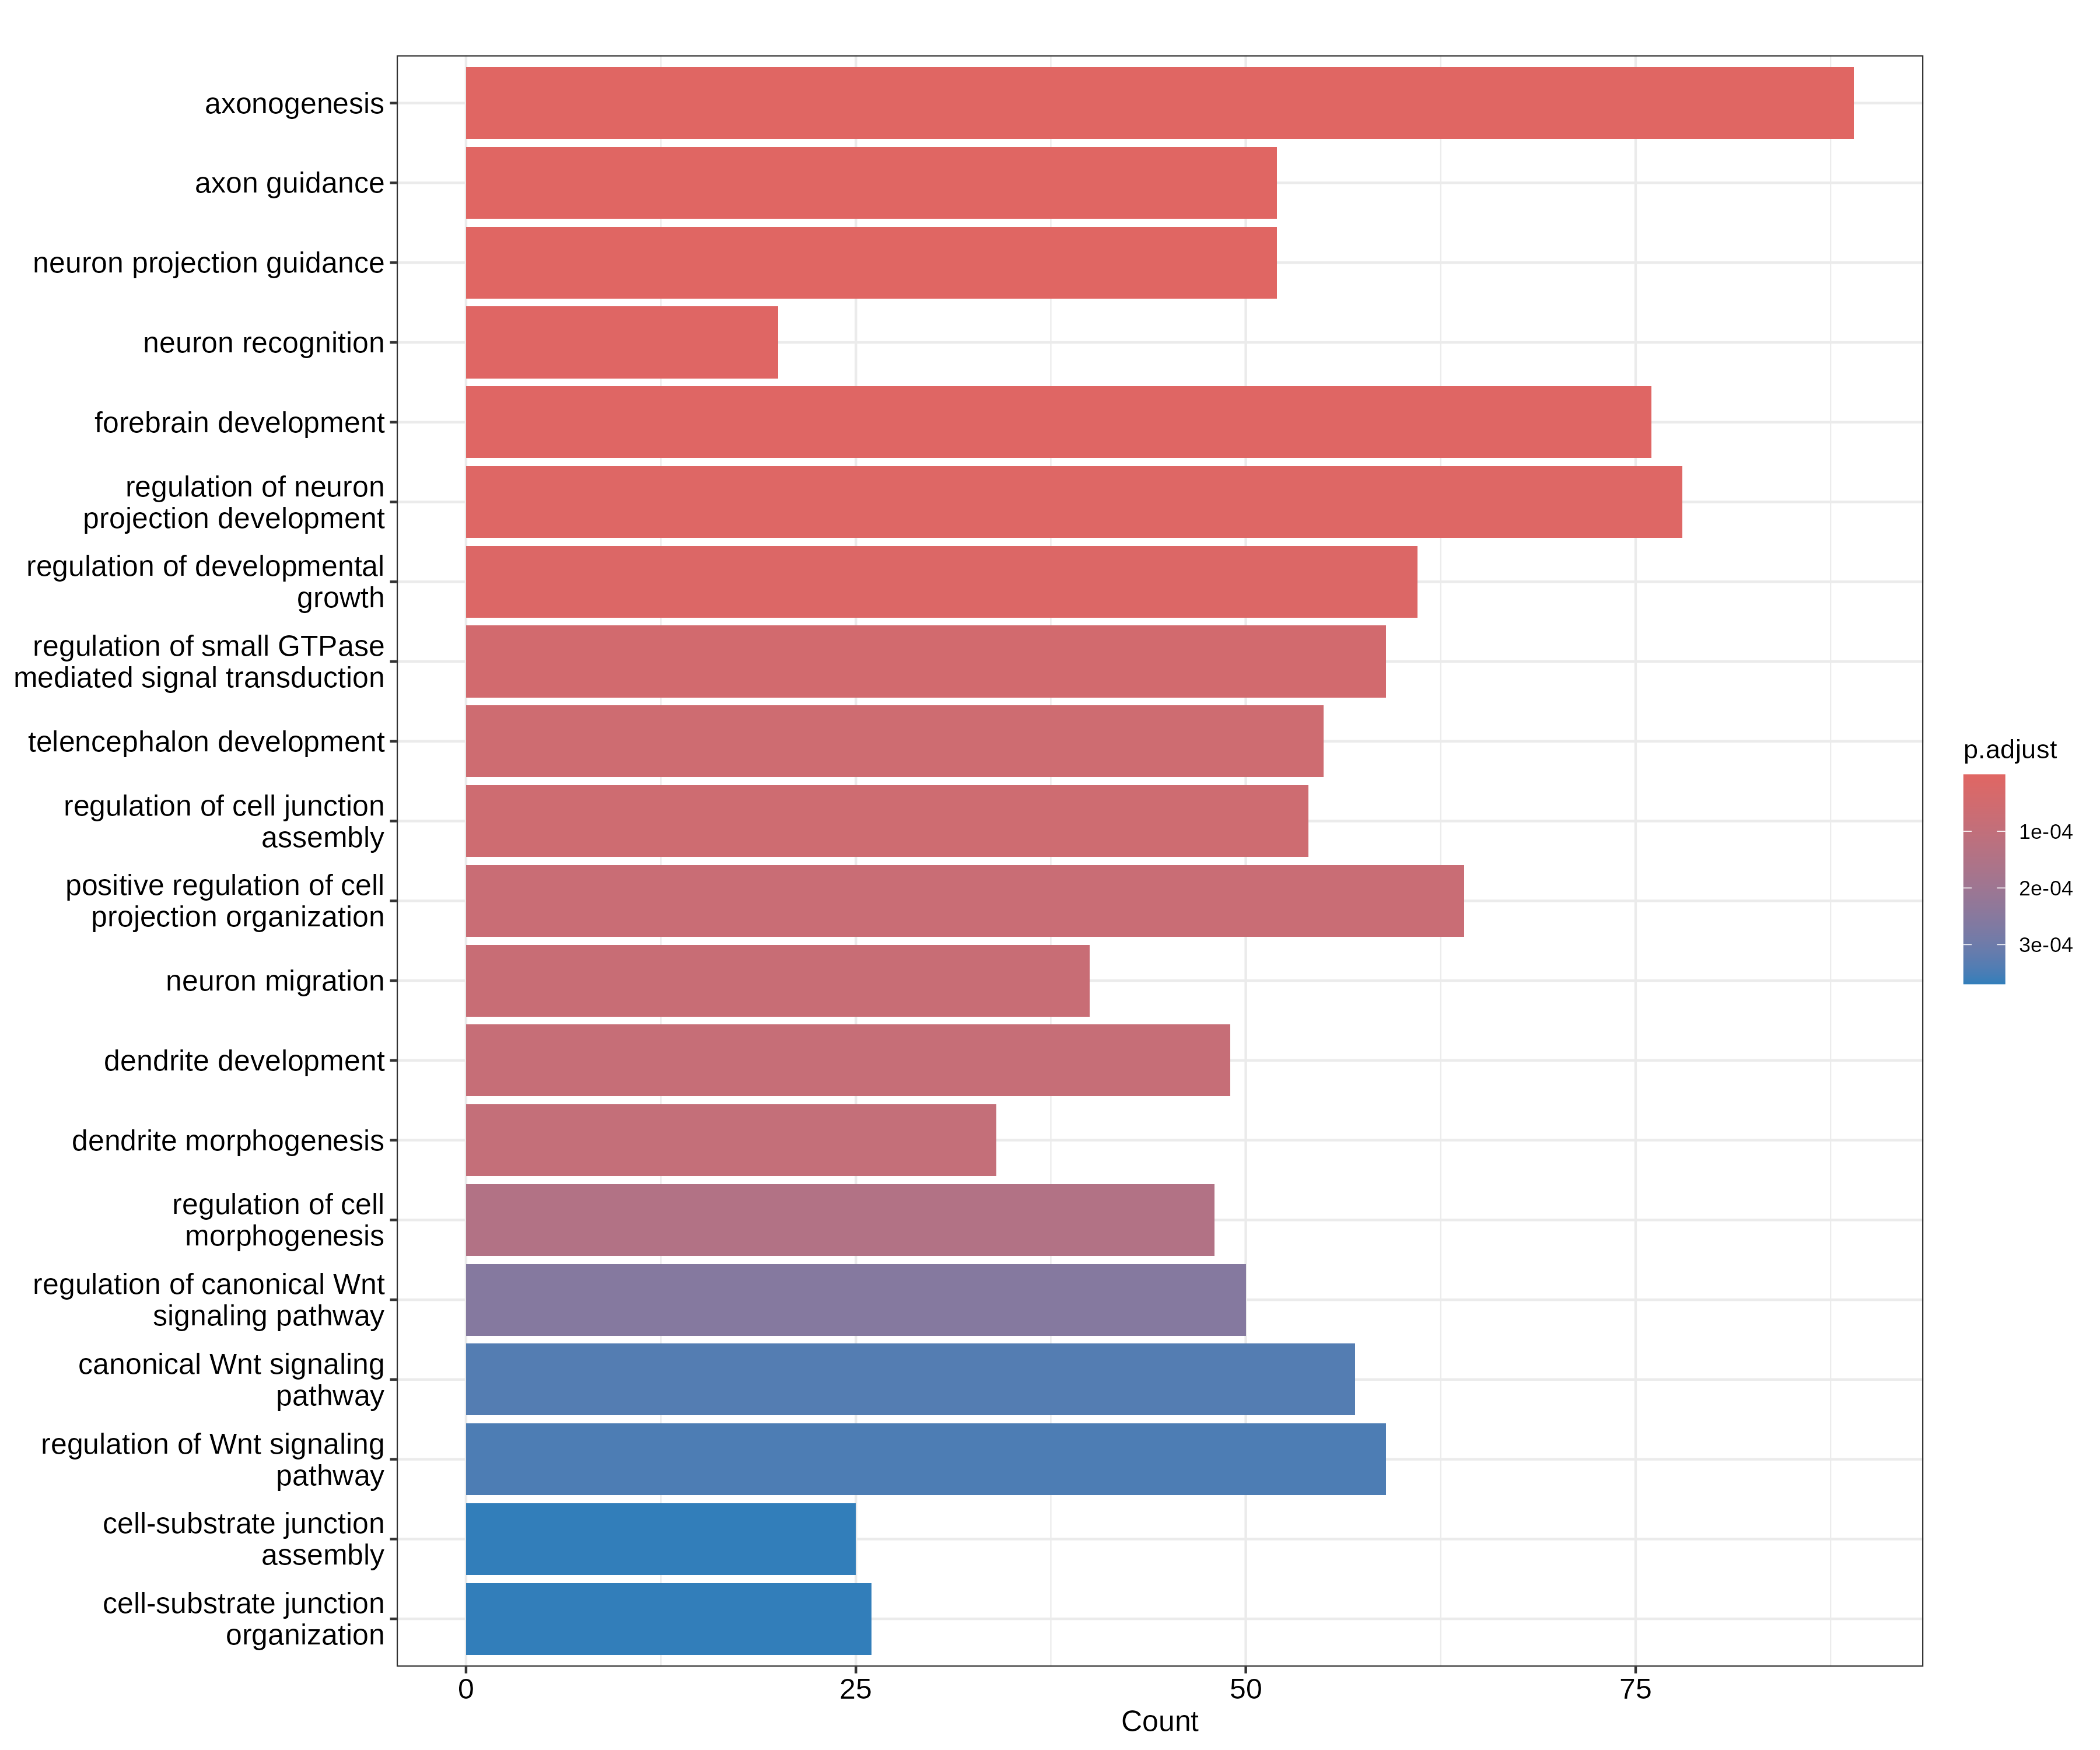 axonogenesis
axon guidance
neuron projection guidance
neuron recognition
forebrain development
regulation of neuron
projection development
regulation of developmental
growth
regulation of small GTPase
mediated signal transduction
telencephalon development
regulation of cell junction
assembly
positive regulation of cell
projection organization
neuron migration
dendrite development
dendrite morphogenesis
regulation of cell
morphogenesis
regulation of canonical Wnt
signaling pathway
canonical Wnt signaling
pathway
regulation of Wnt signaling
pathway
cell-substrate junction
assembly
cell-substrate junction
organization
0 25 50 75
Count
p.adjust
1e-04
2e-04
3e-04